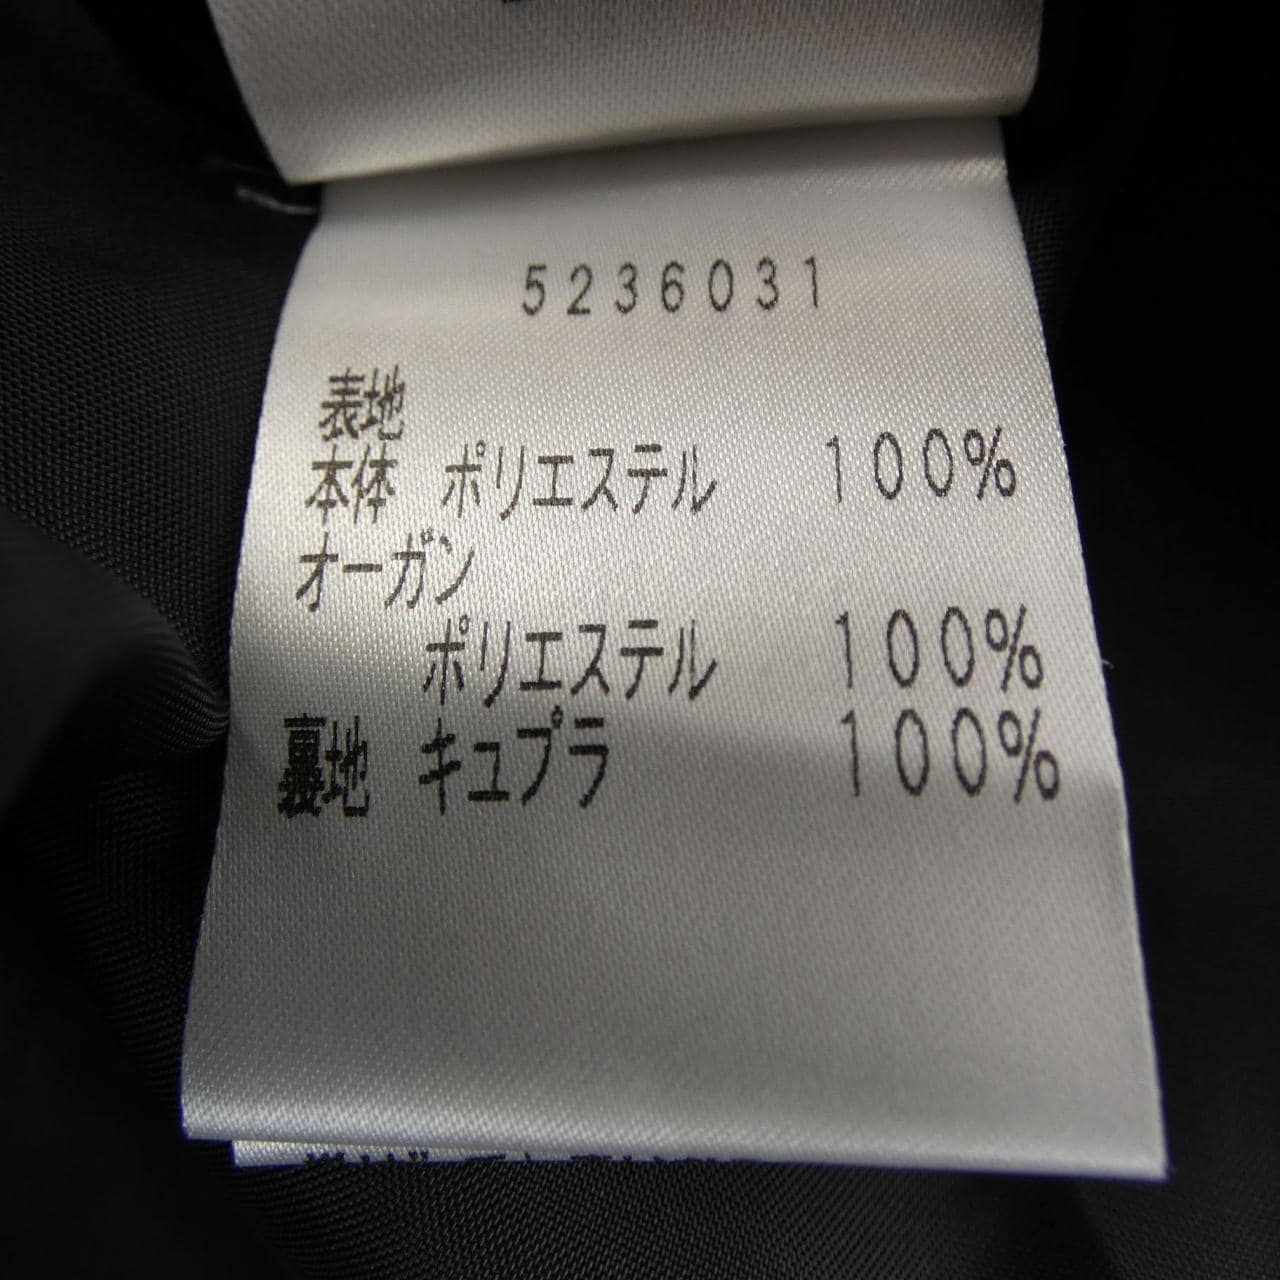 5236031
表地
本体 ポリエステル 100%
オーガン
ポリエステル 100%
裏地 キュプラ 100%